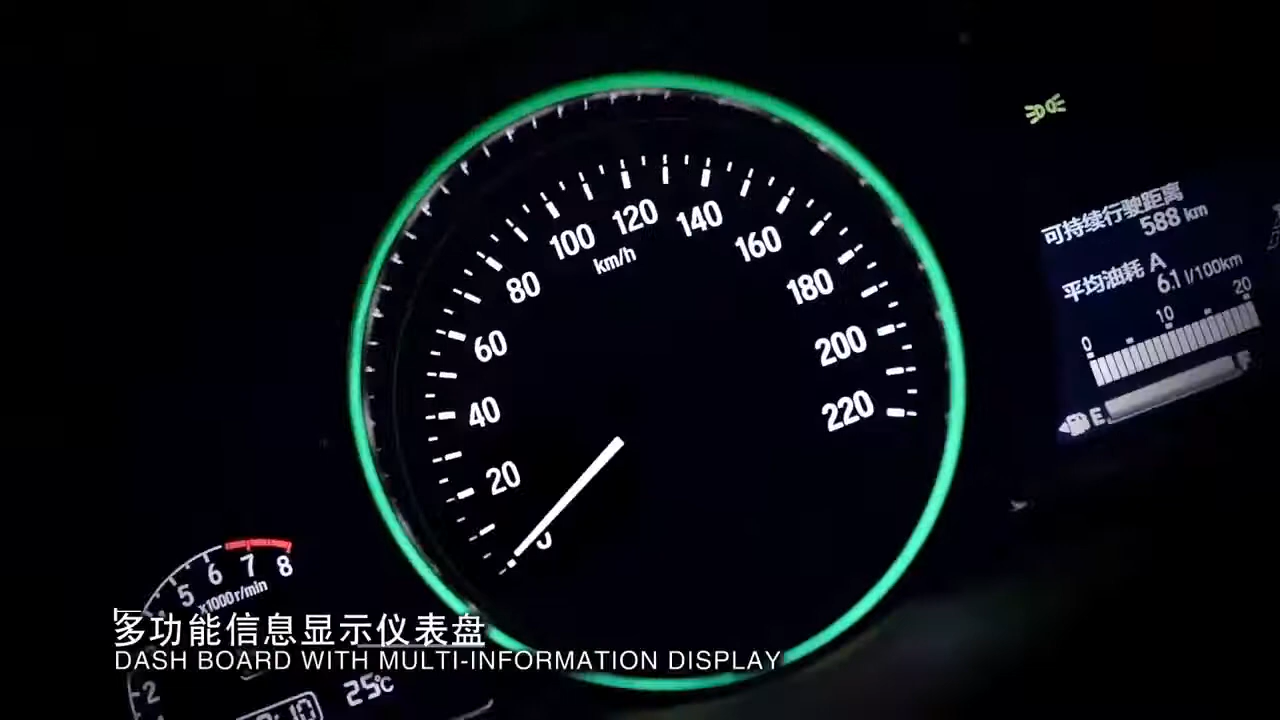 0
20
40
60
80
100
120
140
160
180
200
220
km/h
可持续行驶距离
588 km
平均油耗 A
6.1 l/100km
0 10 20
E F
5 6 7 8
x1000r/min
2
25℃
多功能信息显示仪表盘
DASH BOARD WITH MULTI-INFORMATION DISPLAY